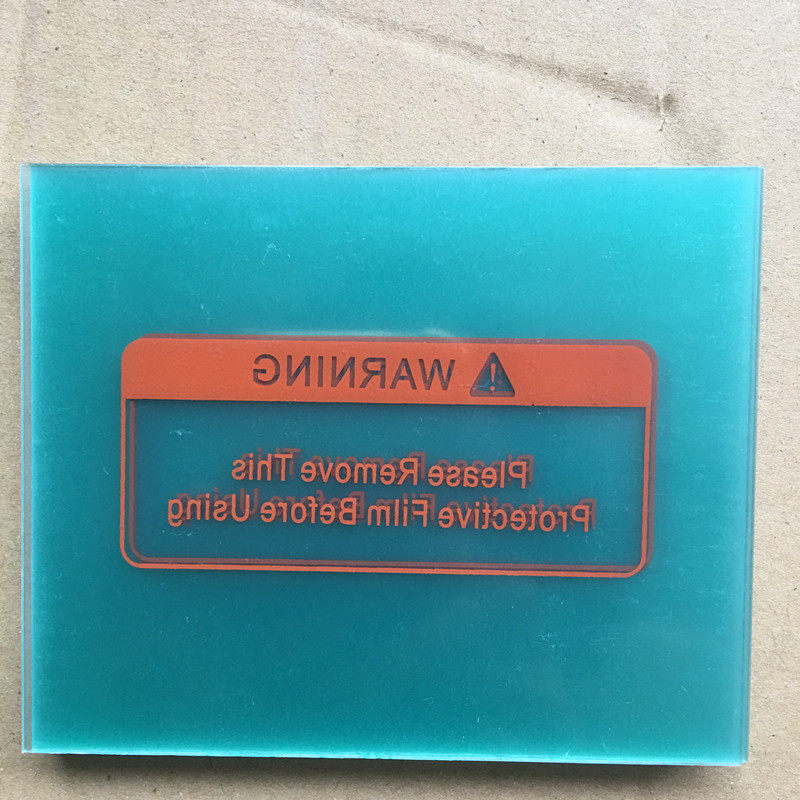 WARNING
Please Remove This
Protective Film Before Using